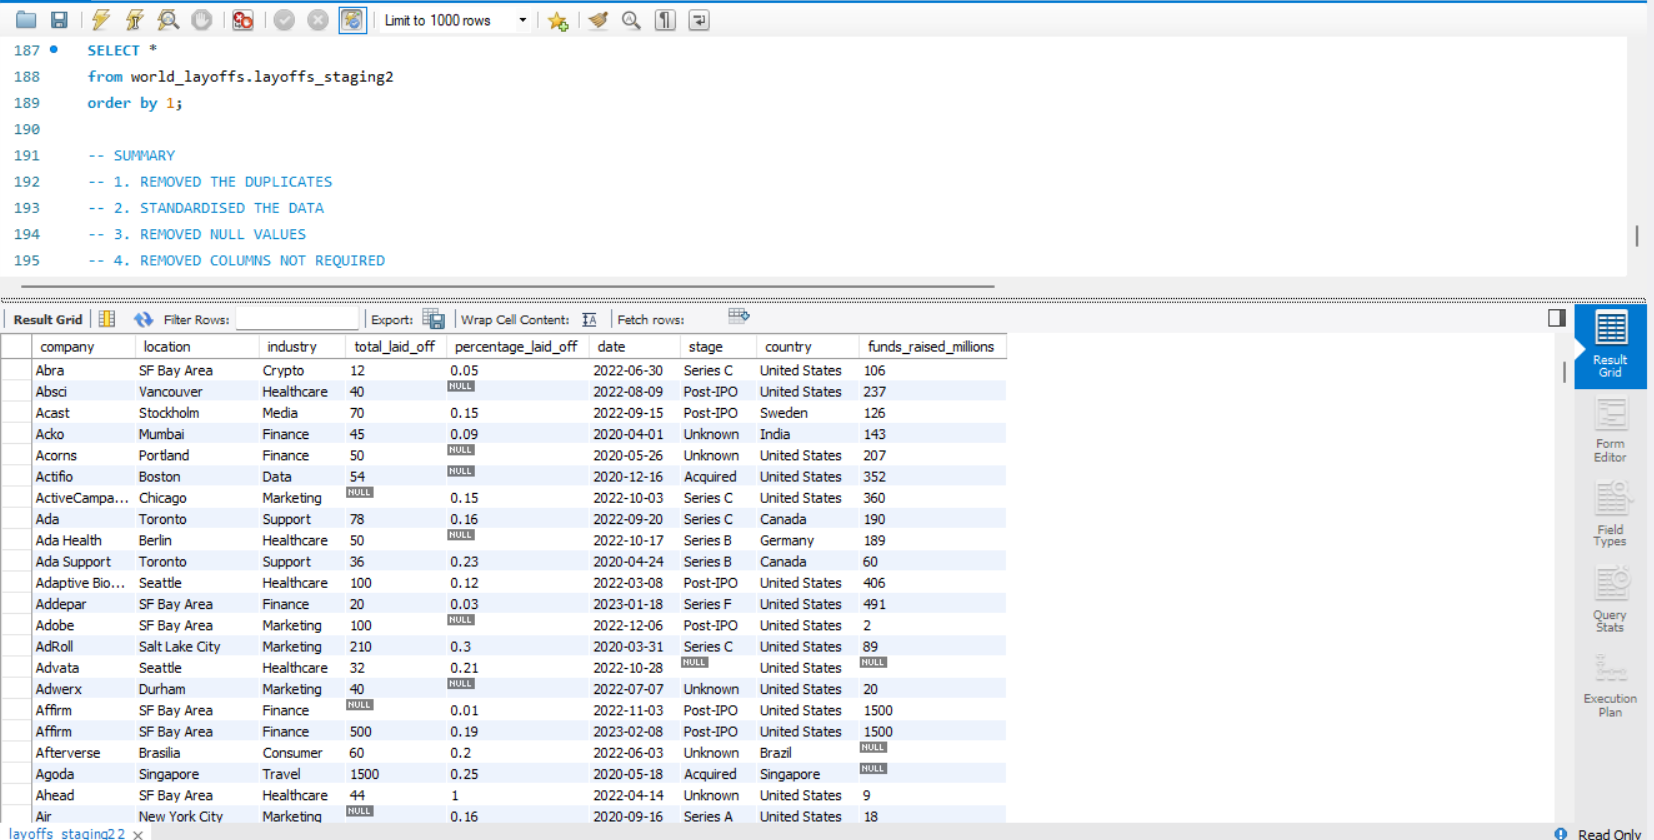 Limit to 1000 rows
187 SELECT *
188 from world_layoffs.layoffs_staging2
189 order by 1;
190
191 -- SUMMARY
192 -- 1. REMOVED THE DUPLICATES
193 -- 2. STANDARDISED THE DATA
194 -- 3. REMOVED NULL VALUES
195 -- 4. REMOVED COLUMNS NOT REQUIRED
Result Grid Filter Rows: Export: Wrap Cell Content: Fetch rows:
company location industry total_laid_off percentage_laid_off date stage country funds_raised_millions
Abra SF Bay Area Crypto 12 0.05 2022-06-30 Series C United States 106
Absci Vancouver Healthcare 40 NULL 2022-08-09 Post-IPO United States 237
Acast Stockholm Media 70 0.15 2022-09-15 Post-IPO Sweden 126
Acko Mumbai Finance 45 0.09 2020-04-01 Unknown India 143
Acorns Portland Finance 50 NULL 2020-05-26 Unknown United States 207
Actifio Boston Data 54 NULL 2020-12-16 Acquired United States 352
ActiveCampa... Chicago Marketing NULL 0.15 2022-10-03 Series C United States 360
Ada Toronto Support 78 0.16 2022-09-20 Series C Canada 190
Ada Health Berlin Healthcare 50 NULL 2022-10-17 Series B Germany 189
Ada Support Toronto Support 36 0.23 2020-04-24 Series B Canada 60
Adaptive Bio... Seattle Healthcare 100 0.12 2022-03-08 Post-IPO United States 406
Addepar SF Bay Area Finance 20 0.03 2023-01-18 Series F United States 491
Adobe SF Bay Area Marketing 100 NULL 2022-12-06 Post-IPO United States 2
AdRoll Salt Lake City Marketing 210 0.3 2020-03-31 Series C United States 89
Advata Seattle Healthcare 32 0.21 2022-10-28 NULL United States NULL
Adwerx Durham Marketing 40 NULL 2022-07-07 Unknown United States 20
Affirm SF Bay Area Finance NULL 0.01 2022-11-03 Post-IPO United States 1500
Affirm SF Bay Area Finance 500 0.19 2023-02-08 Post-IPO United States 1500
Afterverse Brasilia Consumer 60 0.2 2022-06-03 Unknown Brazil NULL
Agoda Singapore Travel 1500 0.25 2020-05-18 Acquired Singapore NULL
Ahead SF Bay Area Healthcare 44 1 2022-04-14 Unknown United States 9
Air New York City Marketing NULL 0.16 2020-09-16 Series A United States 18
Result
Grid
Form
Editor
Field
Types
Query
Stats
Execution
Plan
layoffs_staging2 2
Read Only